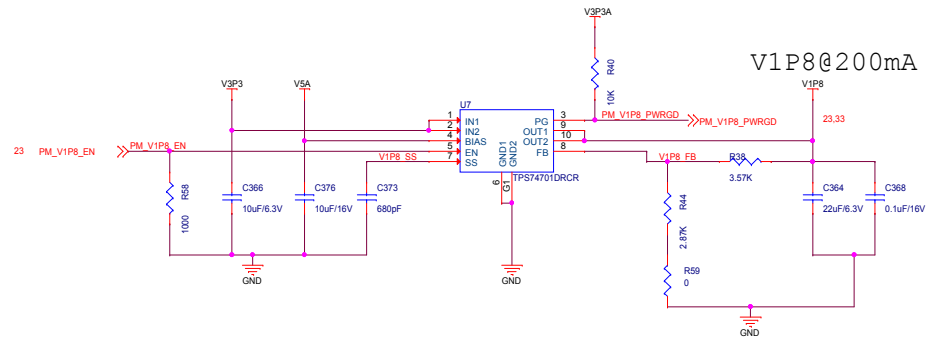 V3P3A
V1P8@200mA
R40
10K
V3P3
V5A
V1P8
U7
1
2
4
5
7
IN1
IN2
BIAS
EN
SS
PG
OUT1
OUT2
FB
3
9
10
8
GND1
GND2
6
G1
TPS74701DRCR
PM_V1P8_PWRGD
PM_V1P8_PWRGD
23,33
23
PM_V1P8_EN
PM_V1P8_EN
V1P8_SS
V1P8_FB
R38
3.57K
R58
1000
C366
10uF/6.3V
C376
10uF/16V
C373
680pF
R44
2.87K
R59
0
C364
22uF/6.3V
C368
0.1uF/16V
GND
GND
GND